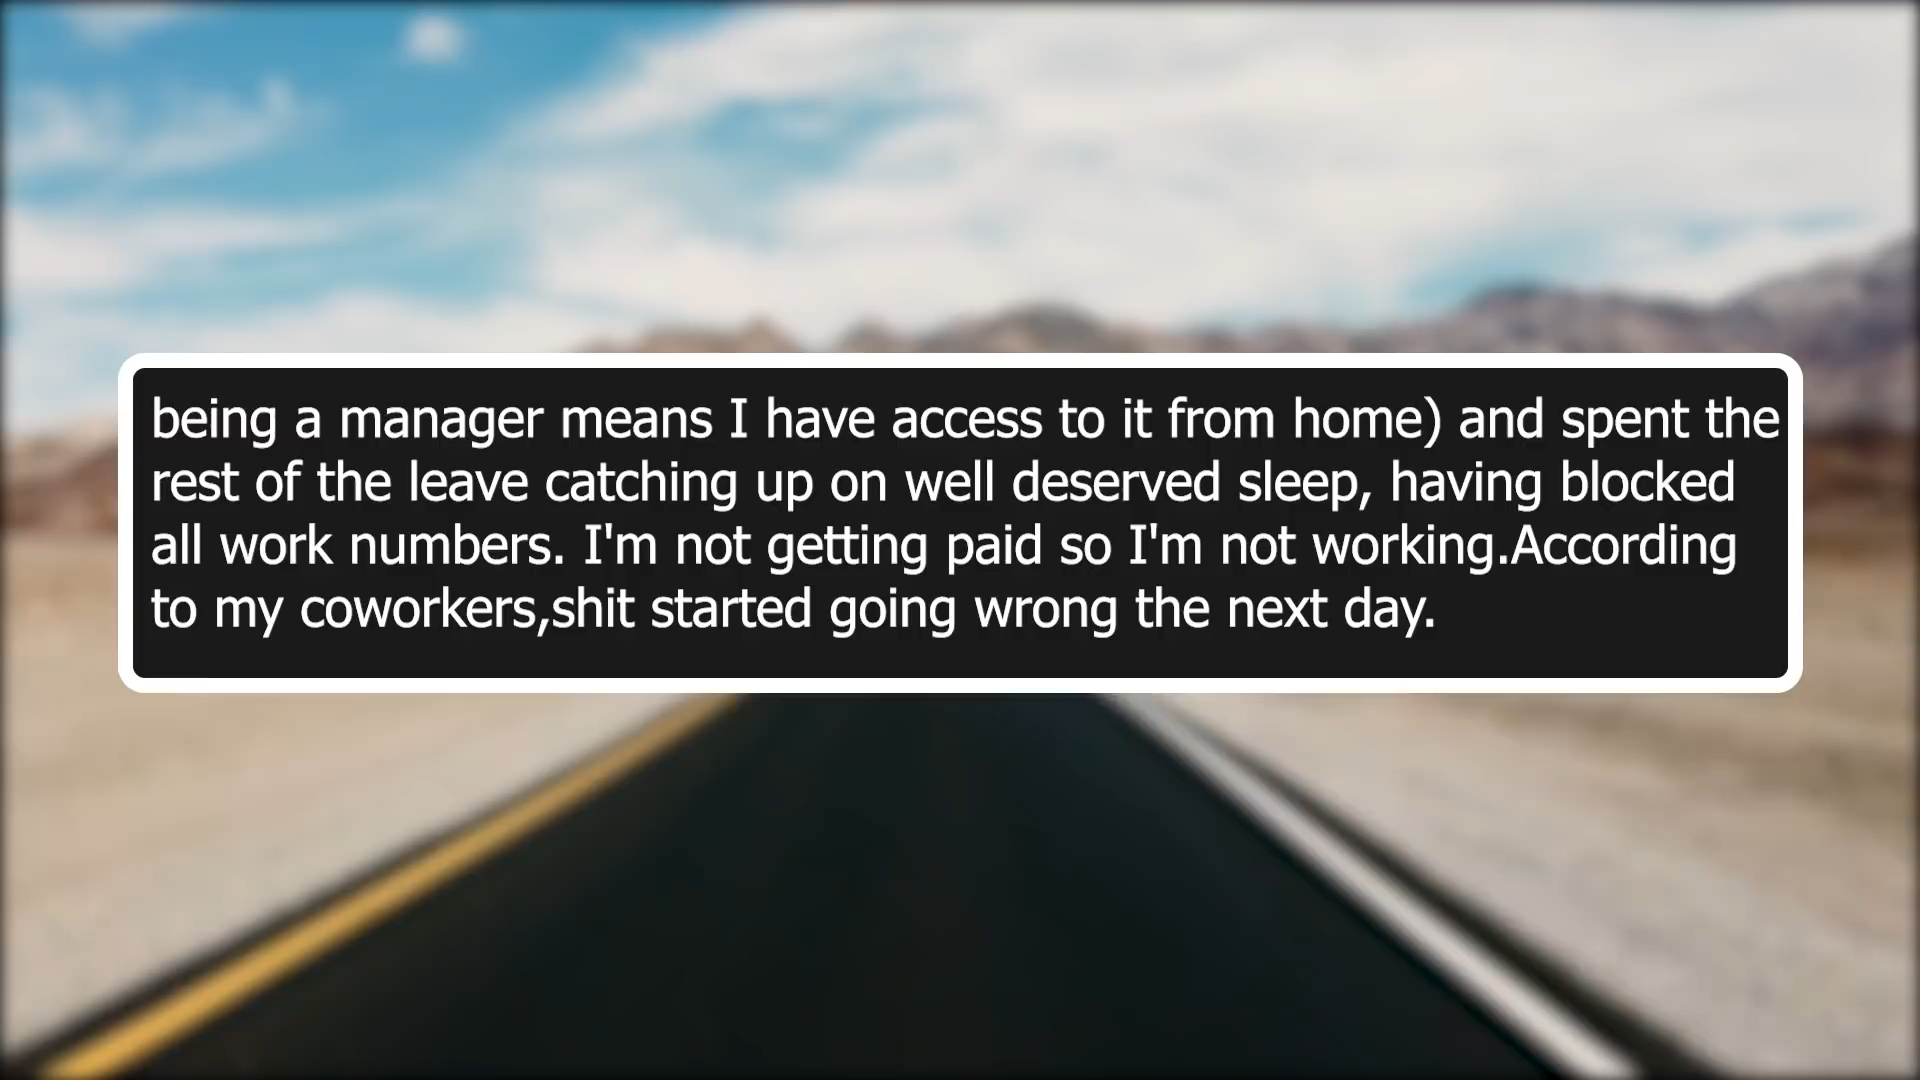 being a manager means I have access to it from home) and spent the
rest of the leave catching up on well deserved sleep, having blocked
all work numbers. I'm not getting paid so I'm not working.According
to my coworkers,shit started going wrong the next day.